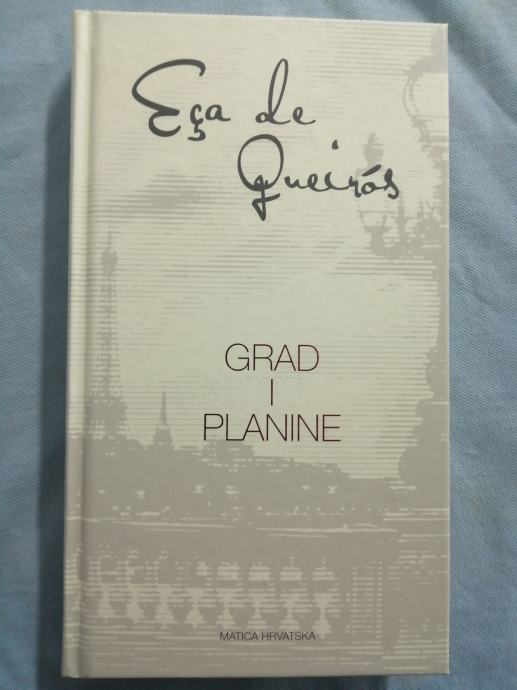 Eça de
Queirós
GRAD
I
PLANINE
MATICA HRVATSKA